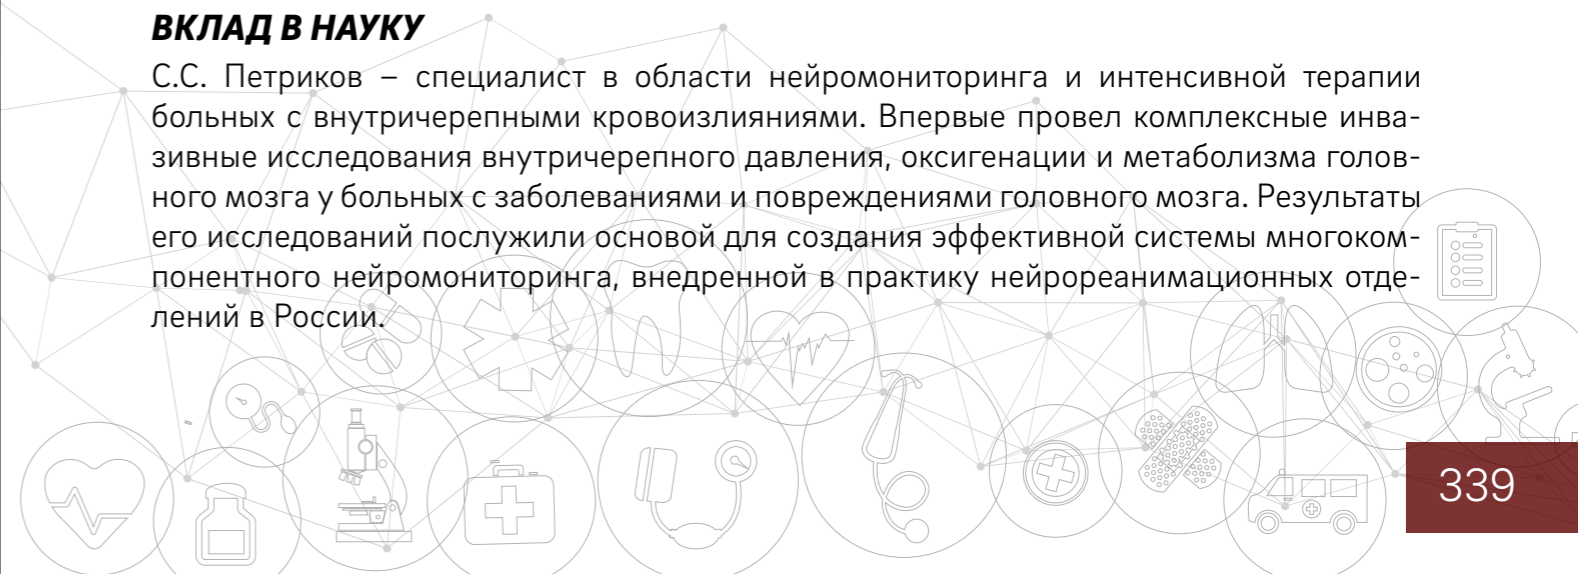 ВКЛАД В НАУКУ
С.С. Петриков – специалист в области нейромониторинга и интенсивной терапии
больных с внутричерепными кровоизлияниями. Впервые провел комплексные инва-
зивные исследования внутричерепного давления, оксигенации и метаболизма голов-
ного мозга у больных с заболеваниями и повреждениями головного мозга. Результаты
его исследований послужили основой для создания эффективной системы многоком-
понентного нейромониторинга, внедренной в практику нейрореанимационных отде-
лений в России.
339